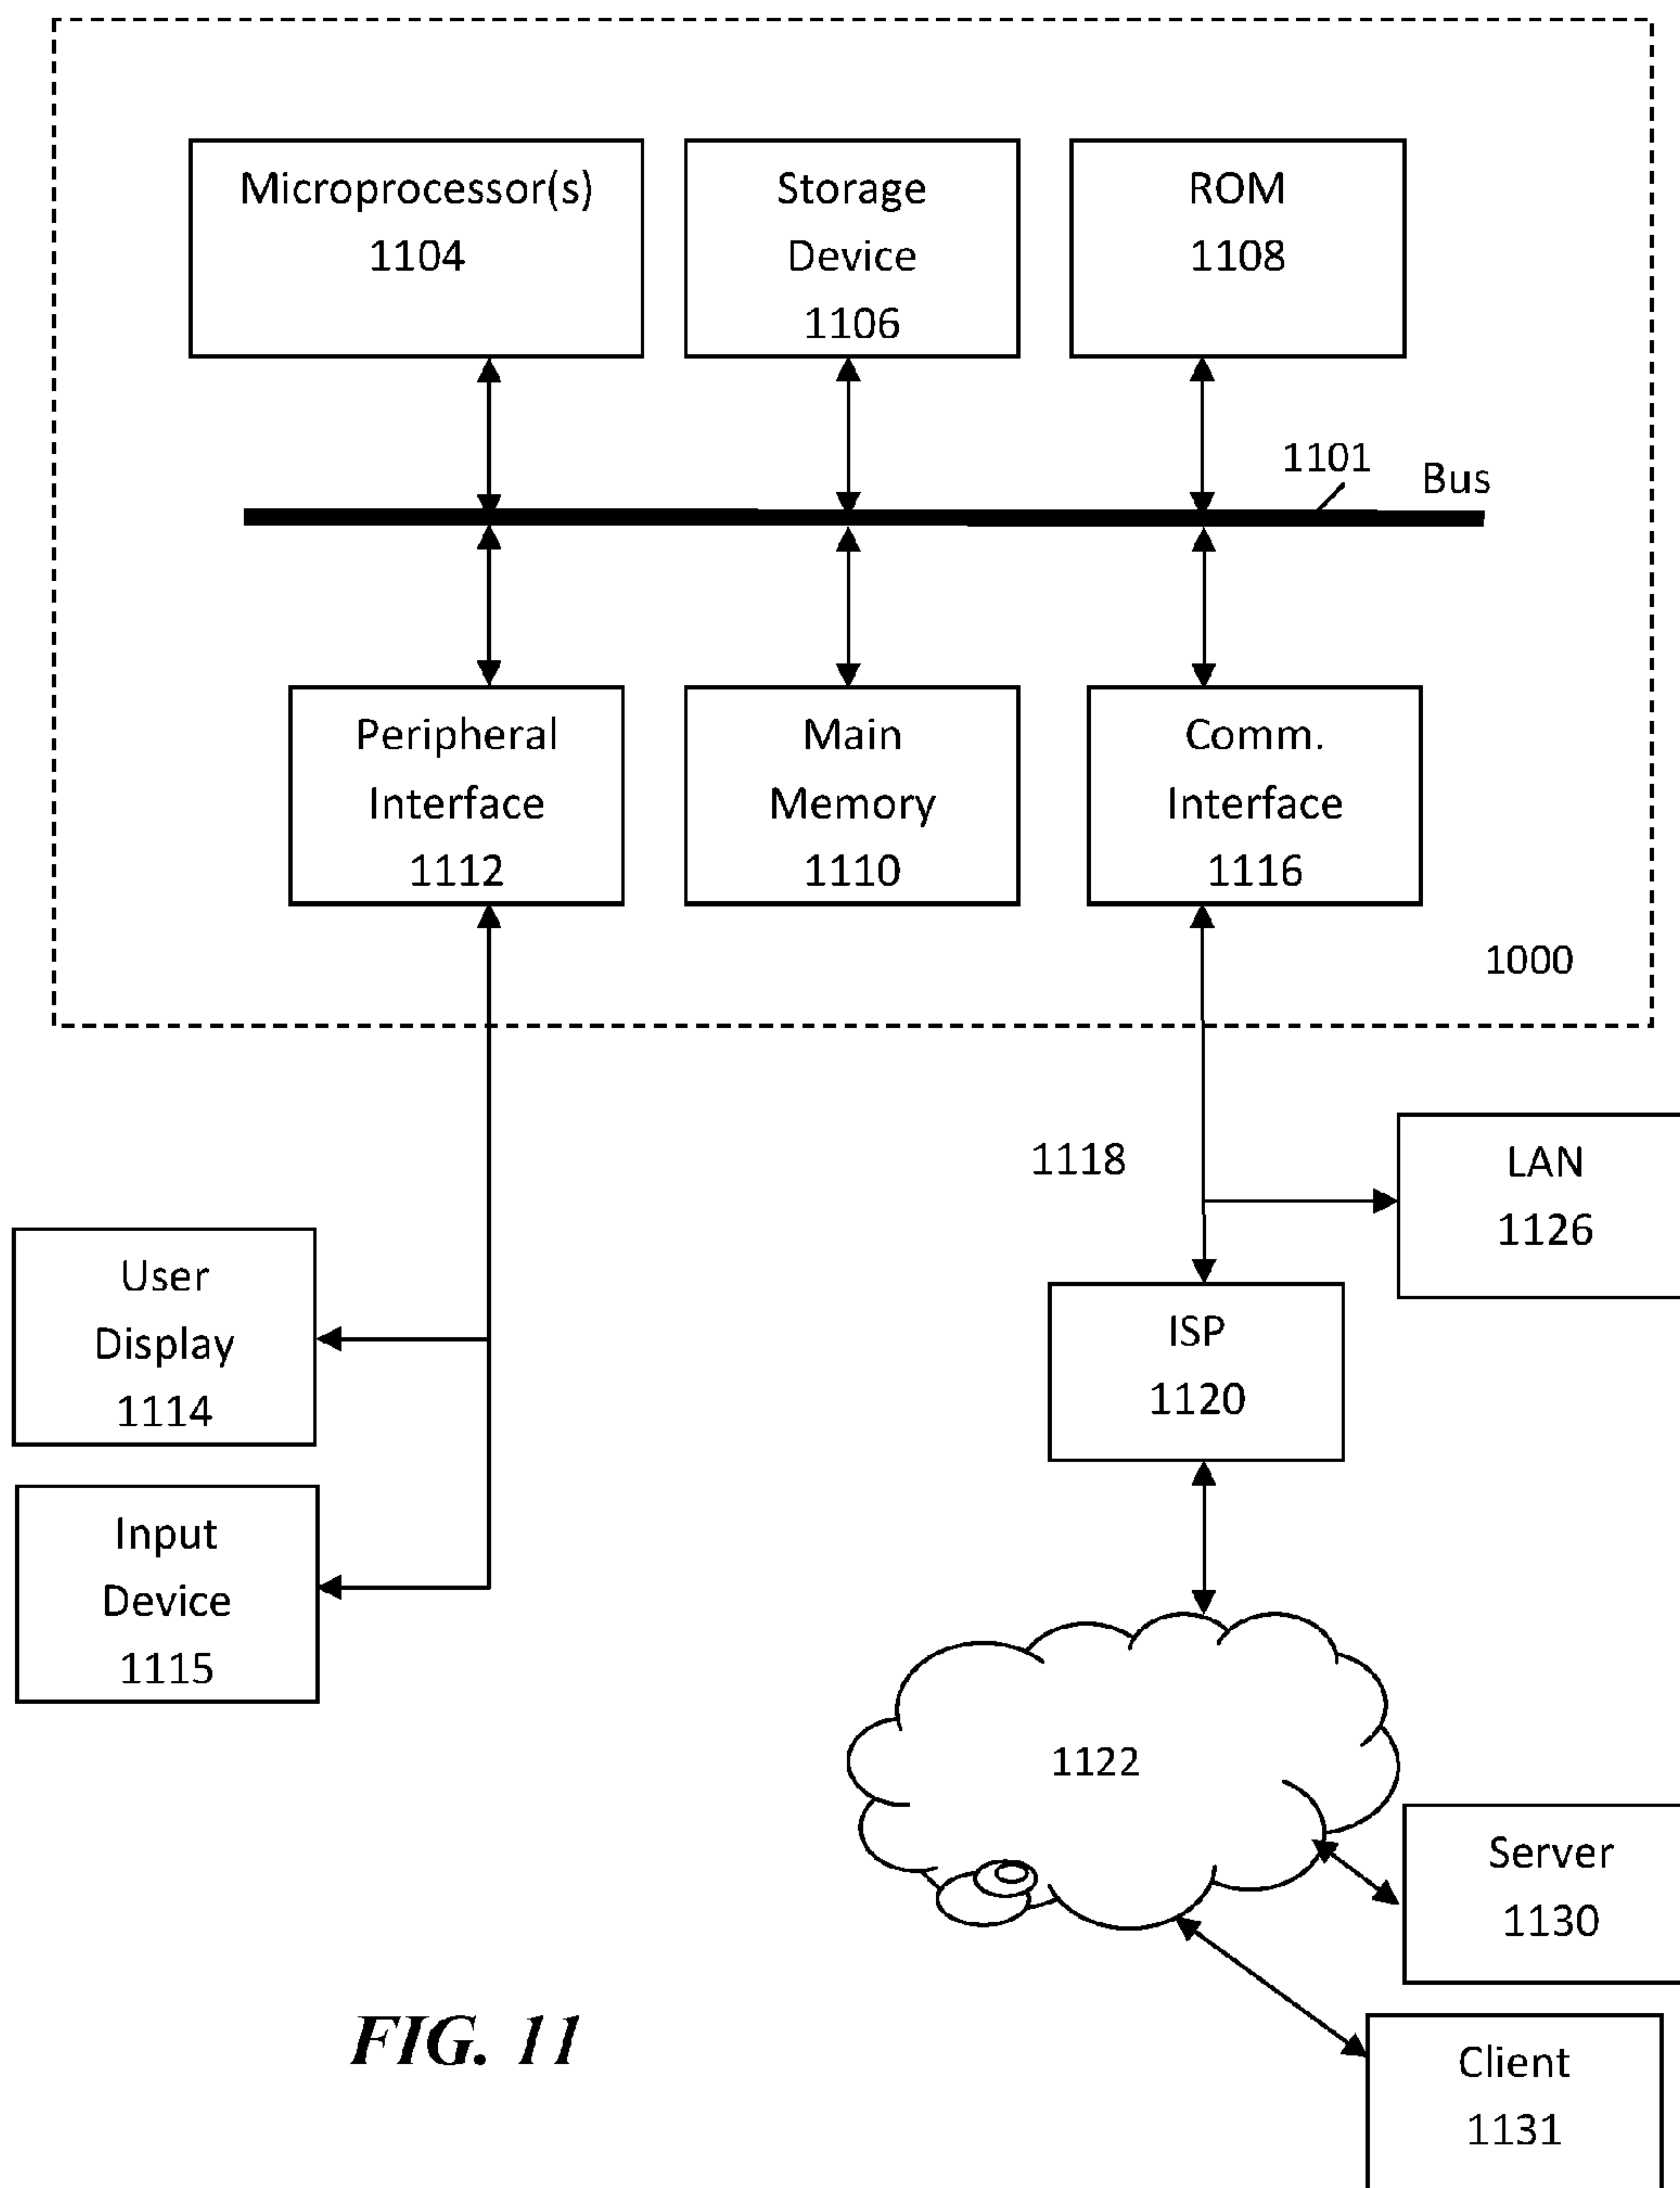 Microprocessor(s)
1104
Storage
Device
1106
ROM
1108
1101
Bus
Peripheral
Interface
1112
Main
Memory
1110
Comm.
Interface
1116
1000
1118
LAN
1126
User
Display
1114
ISP
1120
Input
Device
1115
1122
Server
1130
Client
1131
FIG. 11